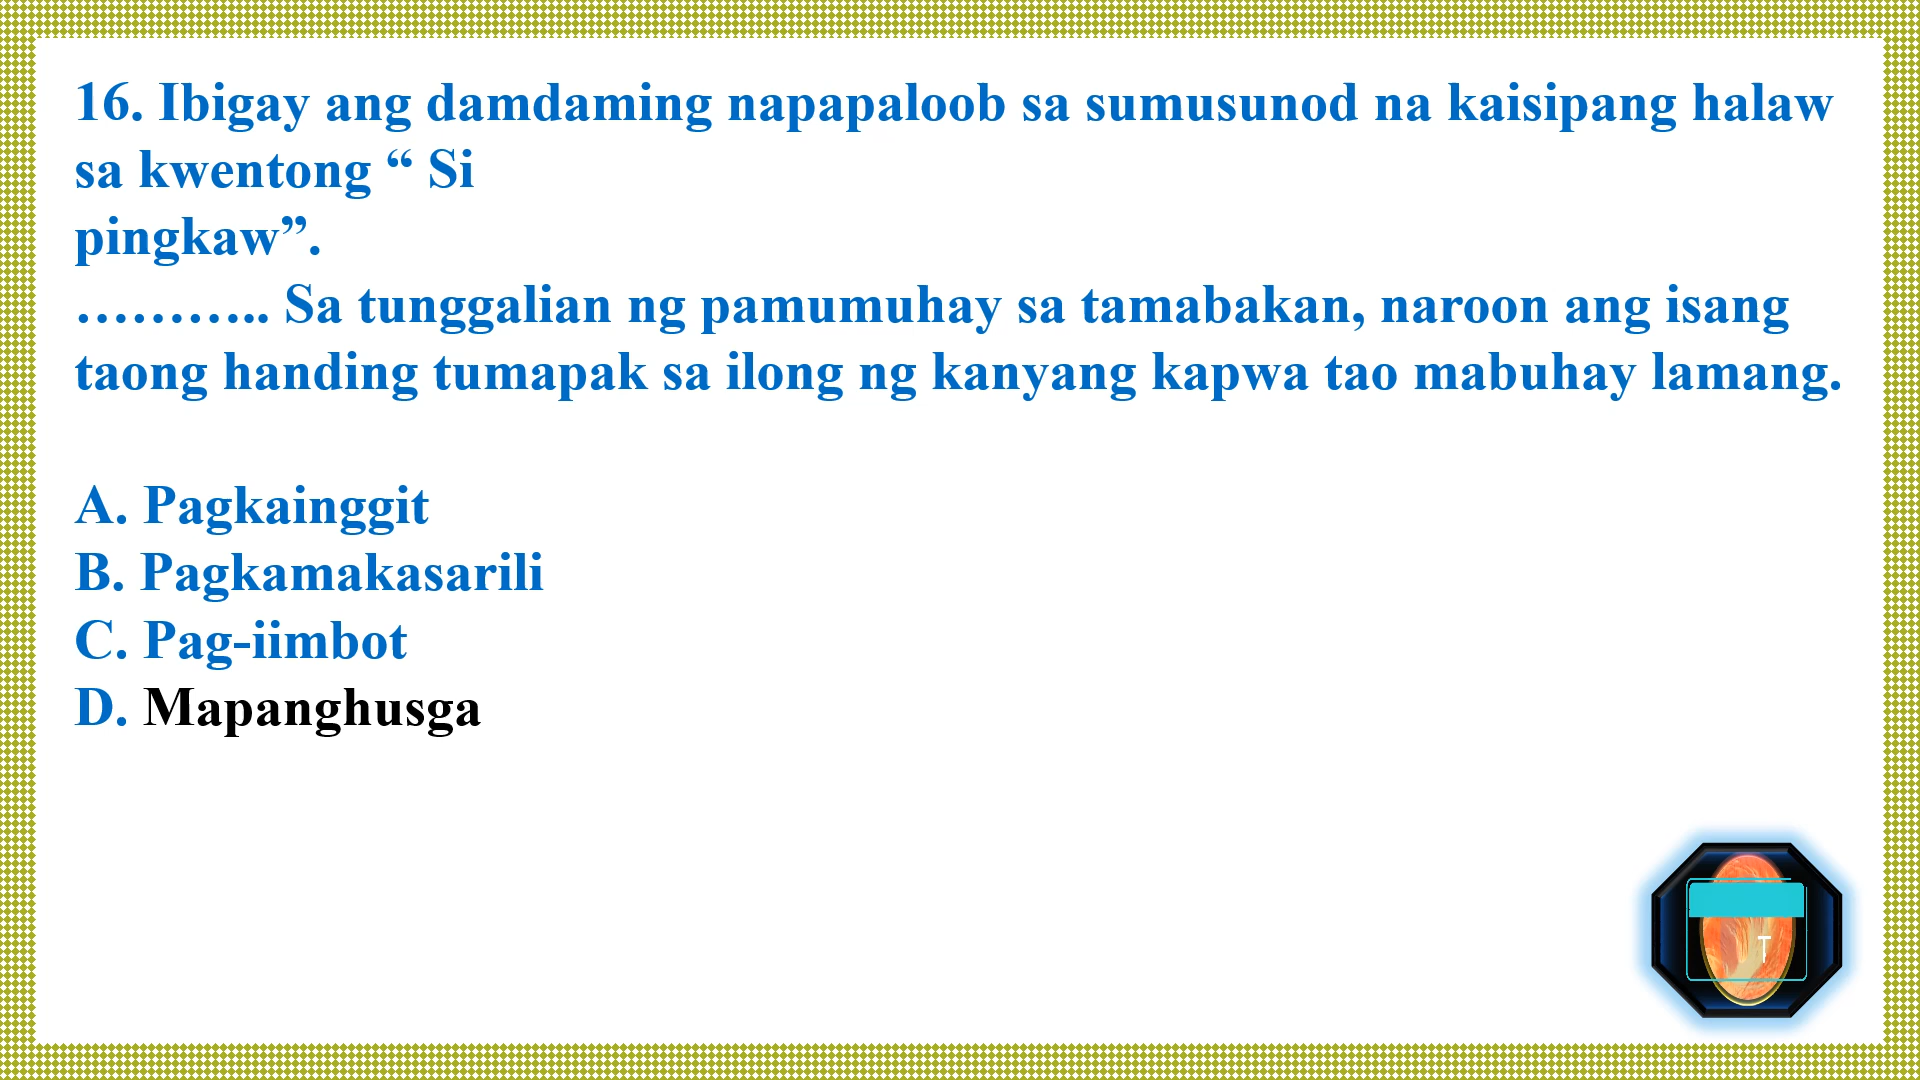 16. Ibigay ang damdaming napapaloob sa sumusunod na kaisipang halaw
sa kwentong “ Si
pingkaw”.
……….. Sa tunggalian ng pamumuhay sa tamabakan, naroon ang isang
taong handing tumapak sa ilong ng kanyang kapwa tao mabuhay lamang.
A. Pagkainggit
B. Pagkamakasarili
C. Pag-iimbot
D. Mapanghusga
T